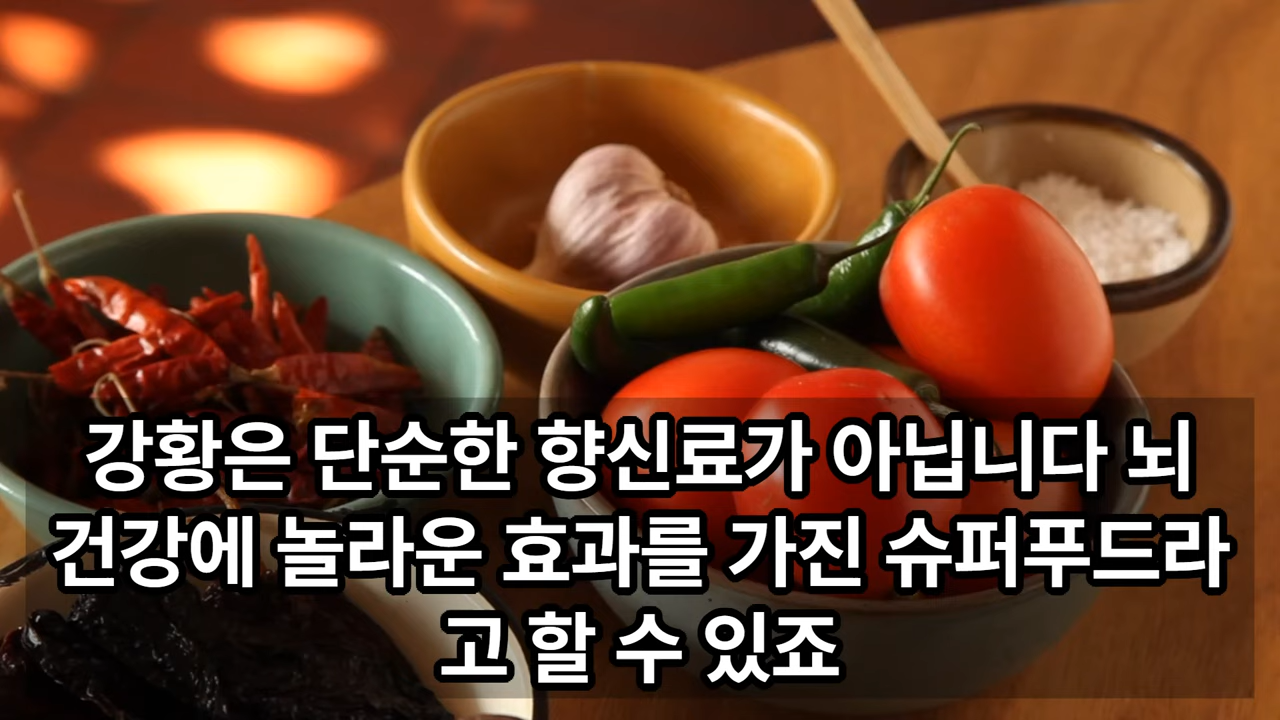 강황은 단순한 향신료가 아닙니다 뇌
건강에 놀라운 효과를 가진 슈퍼푸드라
고 할 수 있죠